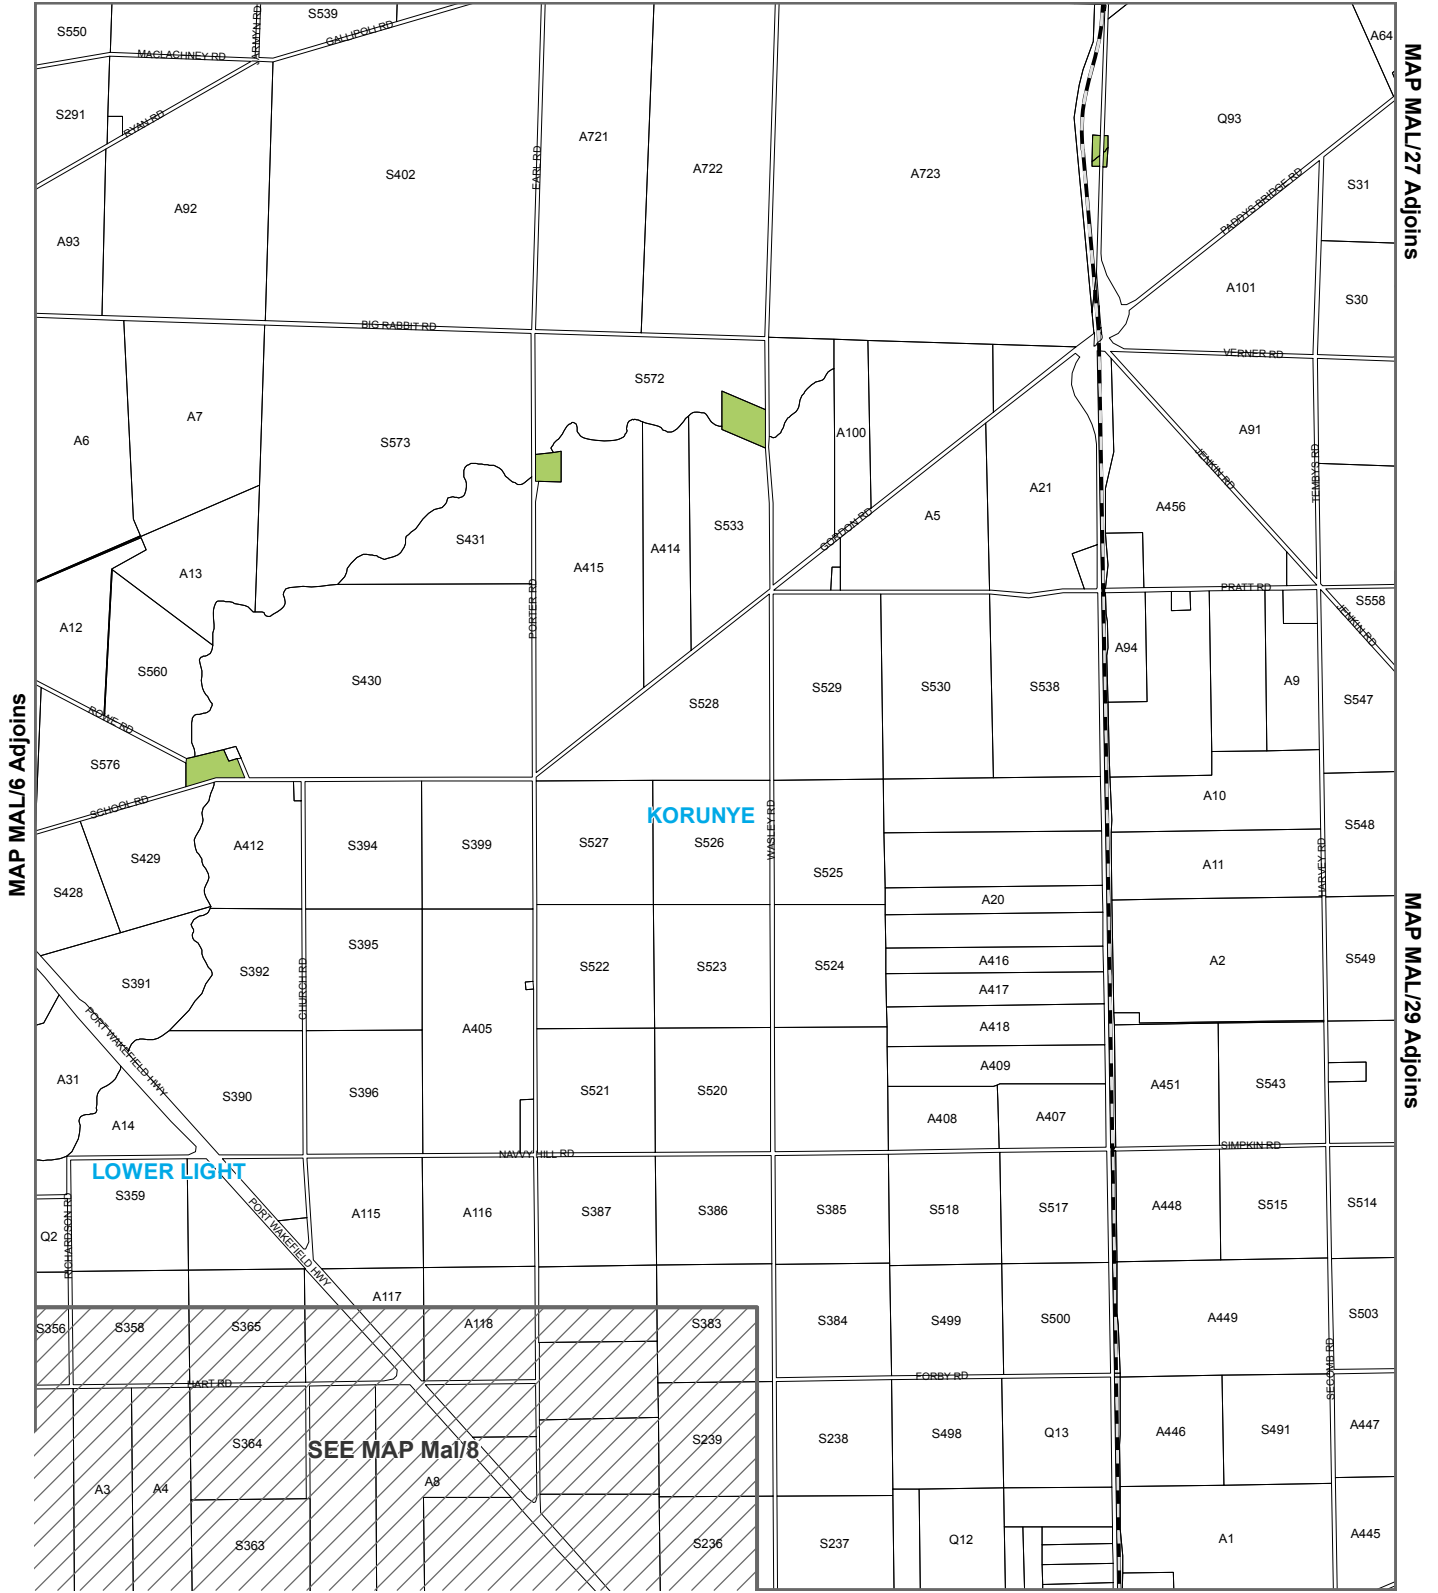 S539
S550
ARMYN RD
GALLIPOLI RD
A64
MACLACHNEY RD
MAP MAL/27 Adjoins
S291
RYAN RD
Q93
A721
A722
A723
EARL RD
S402
S31
PADDYS BRIDGE RD
A92
A93
A101
S30
BIG RABBIT RD
VERNER RD
S572
A7
A6
S573
A100
A91
JENKIN RD
TEMBYS RD
A21
A5
A456
GORDON RD
S533
S431
A414
A415
A13
PRATT RD
S558
JENKIN RD
PORTER RD
A12
A94
S560
S430
S529
S530
S538
A9
S547
S528
ROWE RD
MAP MAL/6 Adjoins
S576
SCHOOL RD
A10
KORUNYE
WASLEY RD
S548
A412
S394
S399
S527
S526
S429
HARVEY RD
A11
S525
S428
A20
S395
MAP MAL/29 Adjoins
S392
CHURCH RD
S522
S523
S524
A416
A2
S549
S391
A417
PORT WAKEFIELD HWY
A405
A418
A409
A31
S390
S396
S521
S520
A451
S543
A14
A408
A407
SIMPKIN RD
NAVVY HILL RD
LOWER LIGHT
S359
RICHARDSON RD
PORT WAKEFIELD HWY
A115
A116
S387
S386
S385
S518
S517
A448
S515
S514
Q2
A117
S356
S358
S365
A118
S383
S384
S499
S500
A449
S503
SECOMB RD
HART RD
FORBY RD
S364
SEE MAP Mal/8
S239
S238
S498
Q13
A446
S491
A447
A3
A4
A8
S363
S236
S237
Q12
A1
A445